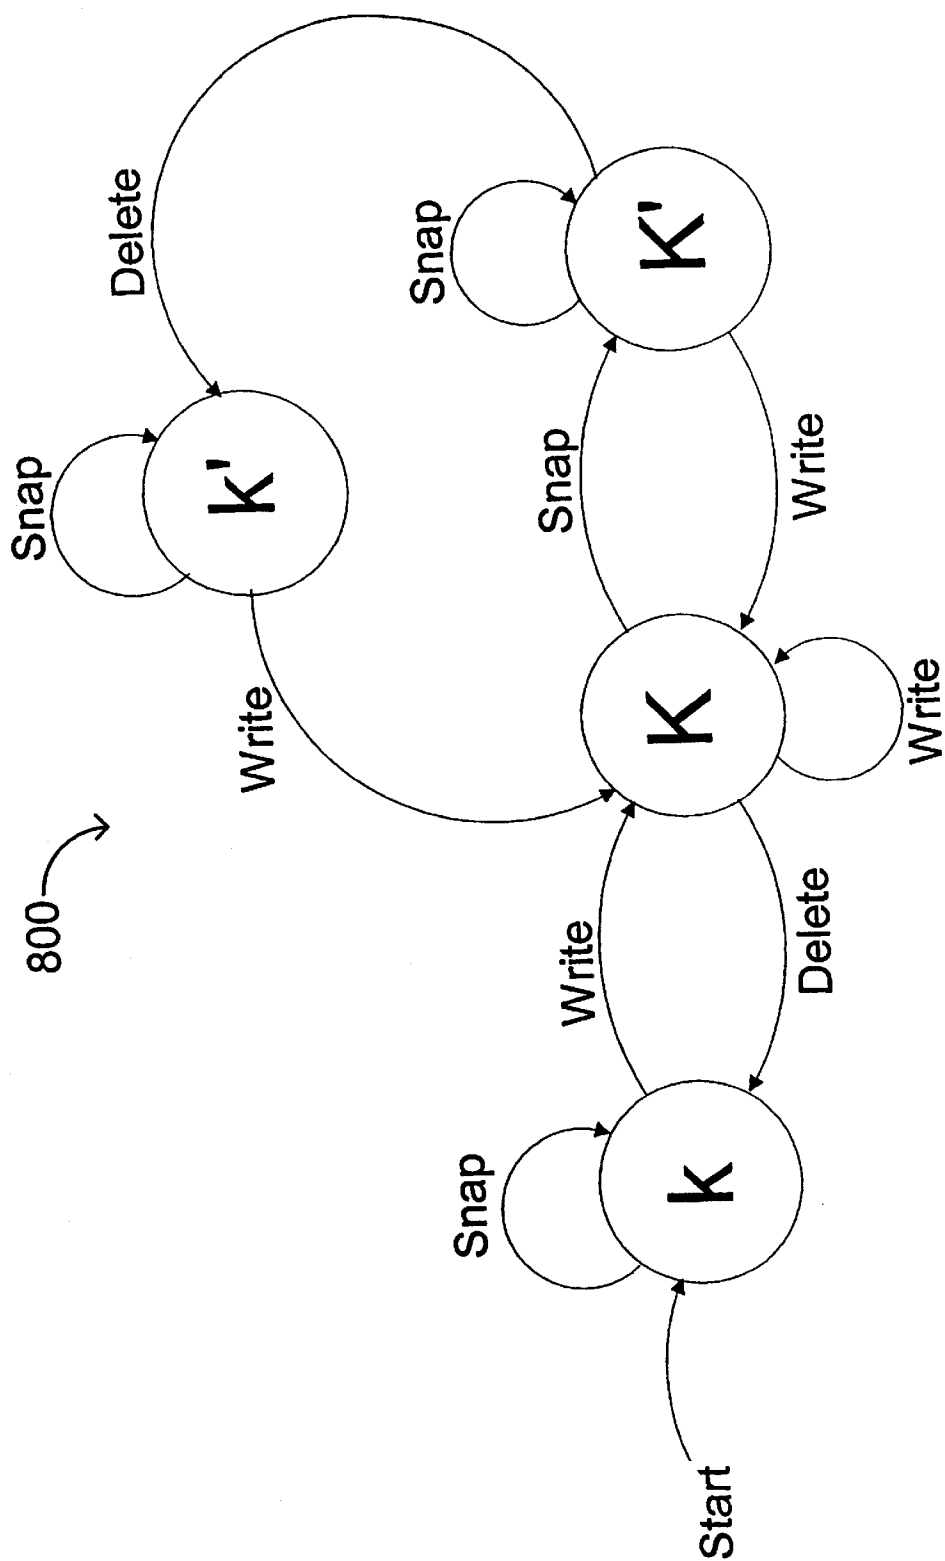 800
Snap
Delete
k'
Write
Snap
Snap
Write
Snap
Start
k
K
K'
Delete
Write
Write